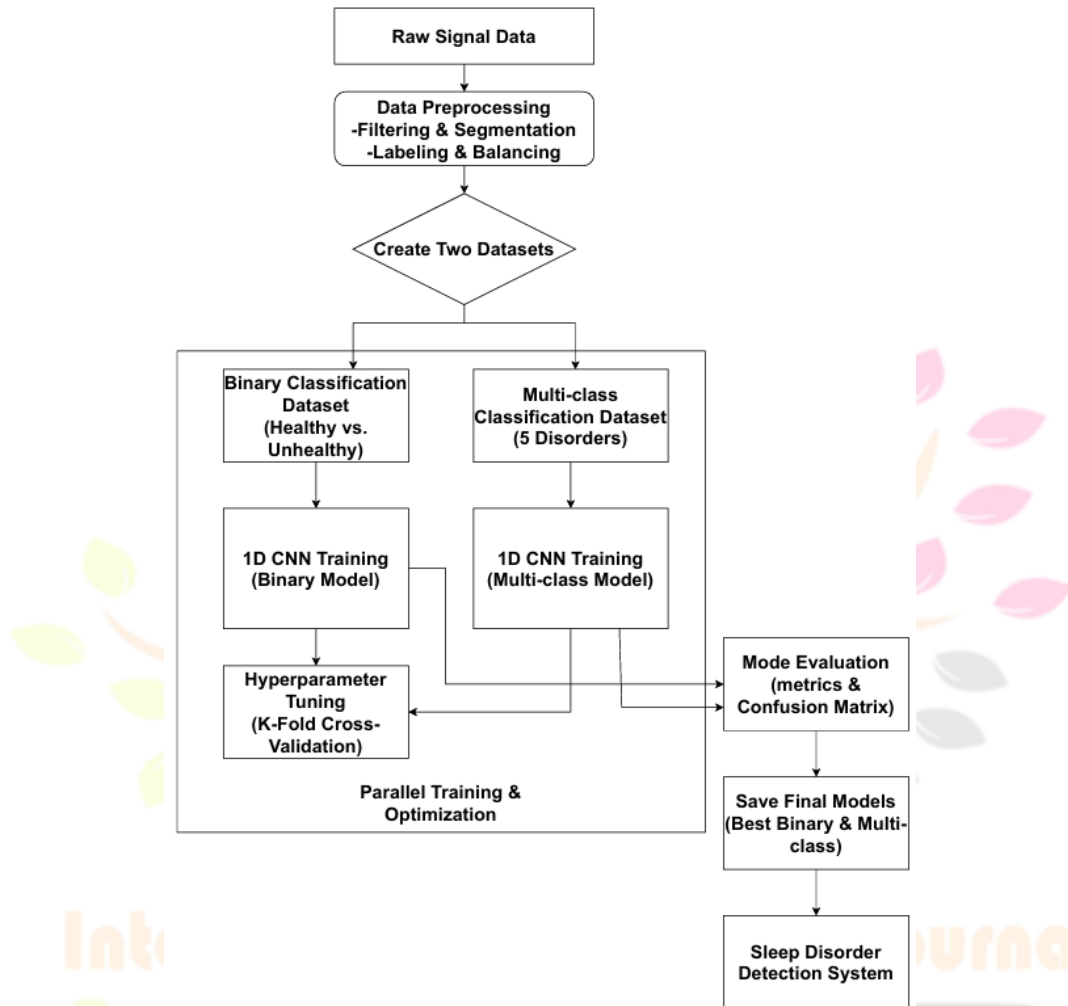 Raw Signal Data
Data Preprocessing
-Filtering & Segmentation
-Labeling & Balancing
Create Two Datasets
Binary Classification
Dataset
(Healthy vs.
Unhealthy)
Multi-class
Classification Dataset
(5 Disorders)
1D CNN Training
(Binary Model)
1D CNN Training
(Multi-class Model)
Hyperparameter
Tuning
(K-Fold Cross-
Validation)
Mode Evaluation
(metrics &
Confusion Matrix)
Parallel Training &
Optimization
Save Final Models
(Best Binary & Multi-
class)
Sleep Disorder
Detection System